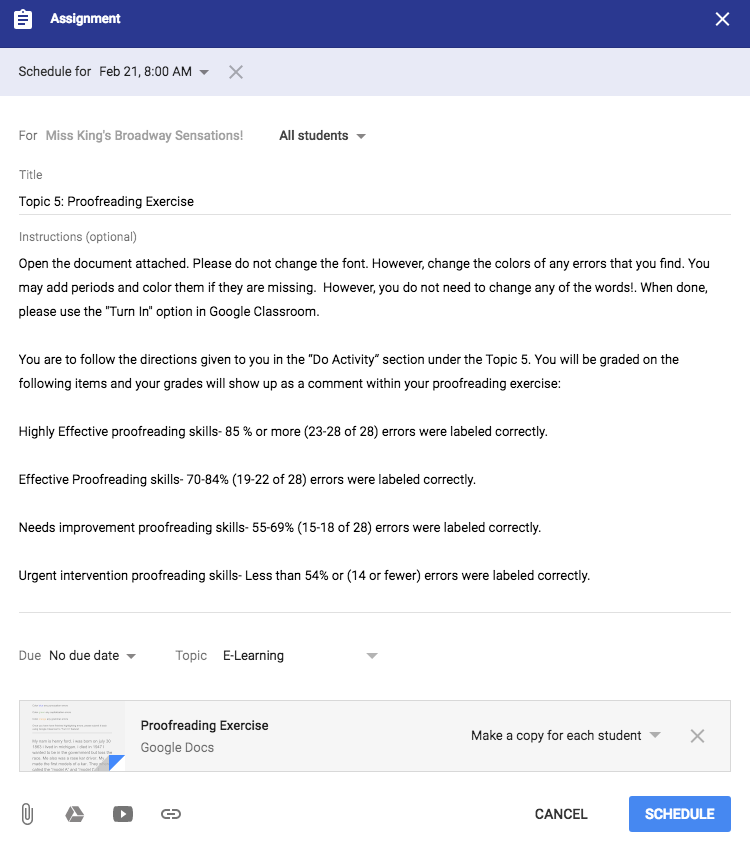 Assignment
Schedule for Feb 21, 8:00 AM
For Miss King's Broadway Sensations! All students
Title
Topic 5: Proofreading Exercise
Instructions (optional)
Open the document attached. Please do not change the font. However, change the colors of any errors that you find. You
may add periods and color them if they are missing.  However, you do not need to change any of the words!. When done,
please use the "Turn In" option in Google Classroom.
You are to follow the directions given to you in the “Do Activity” section under the Topic 5. You will be graded on the
following items and your grades will show up as a comment within your proofreading exercise:
Highly Effective proofreading skills- 85 % or more (23-28 of 28) errors were labeled correctly.
Effective Proofreading skills- 70-84% (19-22 of 28) errors were labeled correctly.
Needs improvement proofreading skills- 55-69% (15-18 of 28) errors were labeled correctly.
Urgent intervention proofreading skills- Less than 54% or (14 or fewer) errors were labeled correctly.
Due No due date Topic E-Learning
Proofreading Exercise
Google Docs
Make a copy for each student
CANCEL SCHEDULE